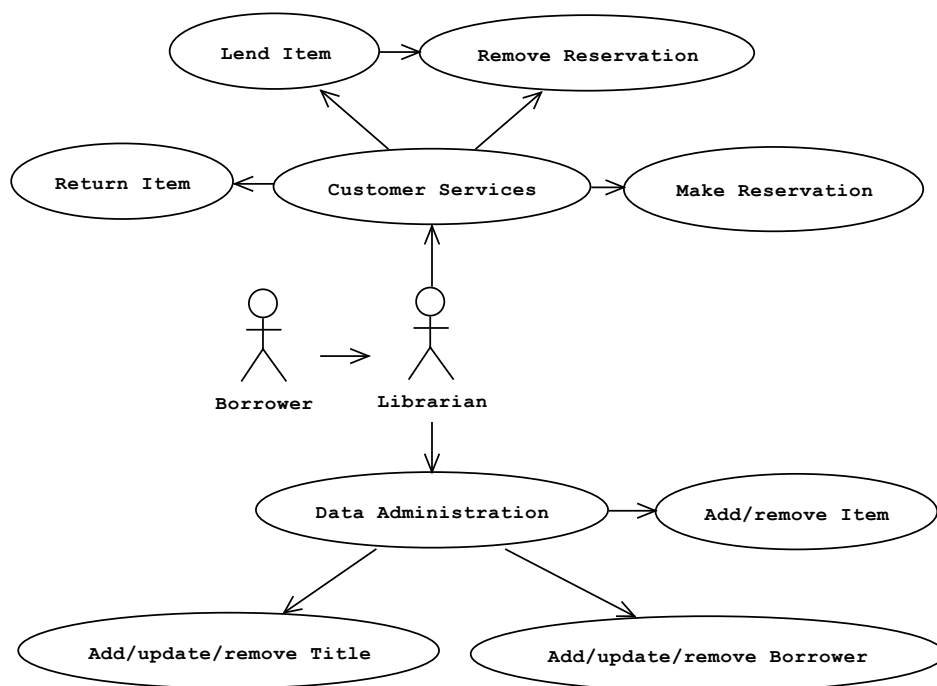 Lend Item
Remove Reservation
Return Item
Customer Services
Make Reservation
Borrower
Librarian
Data Administration
Add/remove Item
Add/update/remove Title
Add/update/remove Borrower